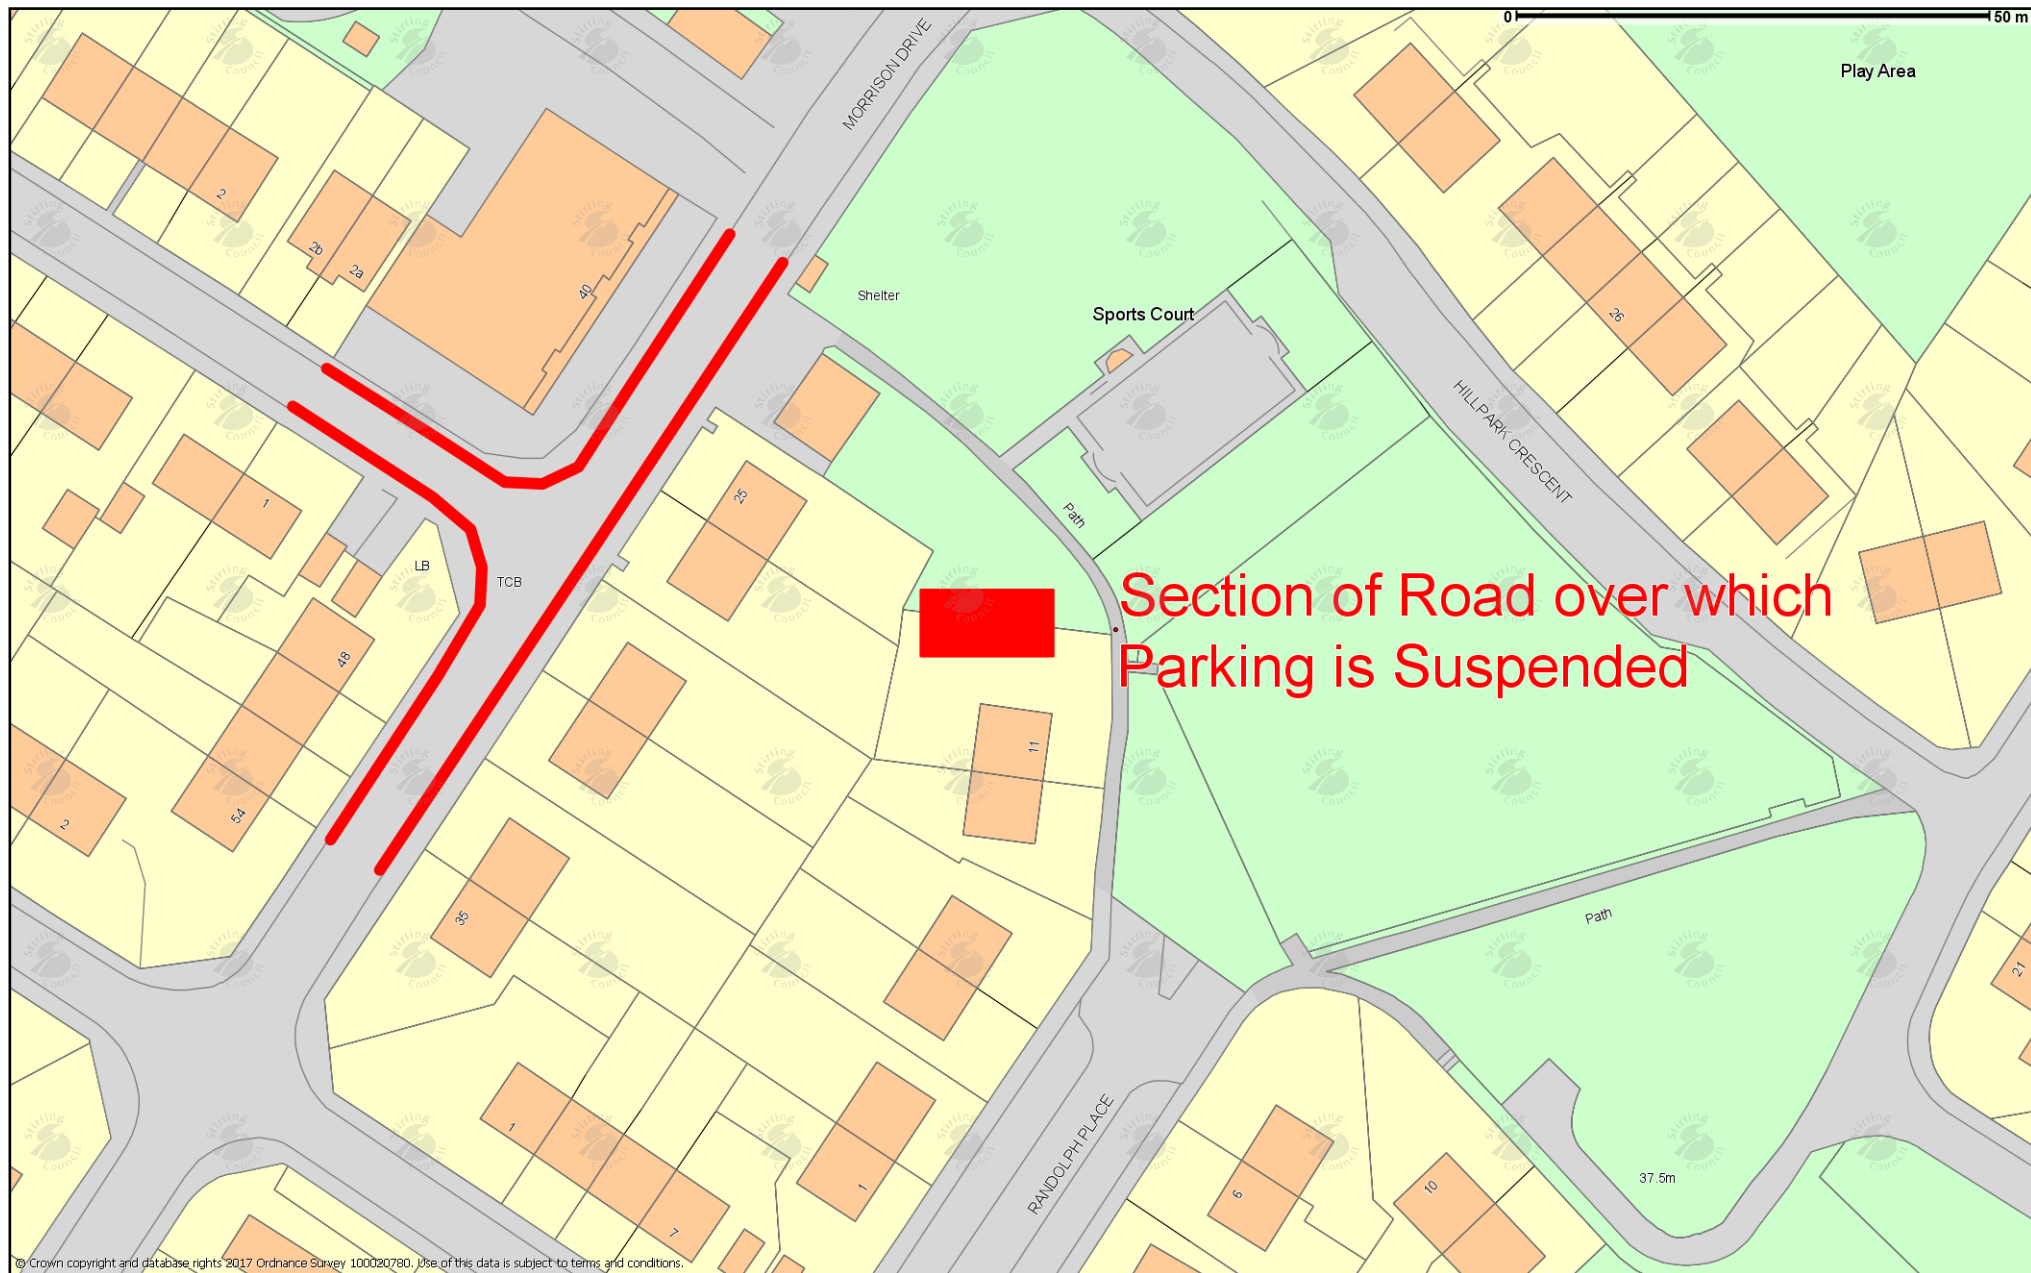 0
50 m
MORRISON DRIVE
Play Area
2
2b
2a
40
Shelter
Sports Court
26
HILLPARK CRESCENT
25
1
Path
LB
TCB
Section of Road over which
Parking is Suspended
48
11
54
2
35
Path
21
1
7
1
RANDOLPH PLACE
6
10
37.5m
© Crown copyright and database rights 2017 Ordnance Survey 100020780. Use of this data is subject to terms and conditions.
Stirling
Council